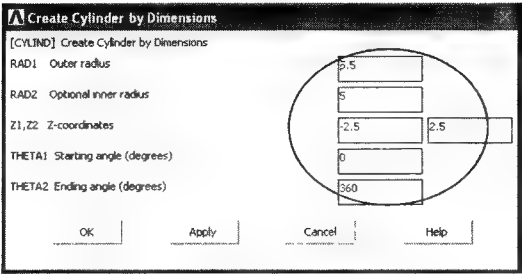 Create Cylinder by Dimensions
[CYLIND] Create Cylinder by Dimensions
RAD1 Outer radius 5.5
RAD2 Optional inner radius 5
Z1,Z2 Z-coordinates -2.5 2.5
THETA1 Starting angle (degrees) 0
THETA2 Ending angle (degrees) 360
OK Apply Cancel Help